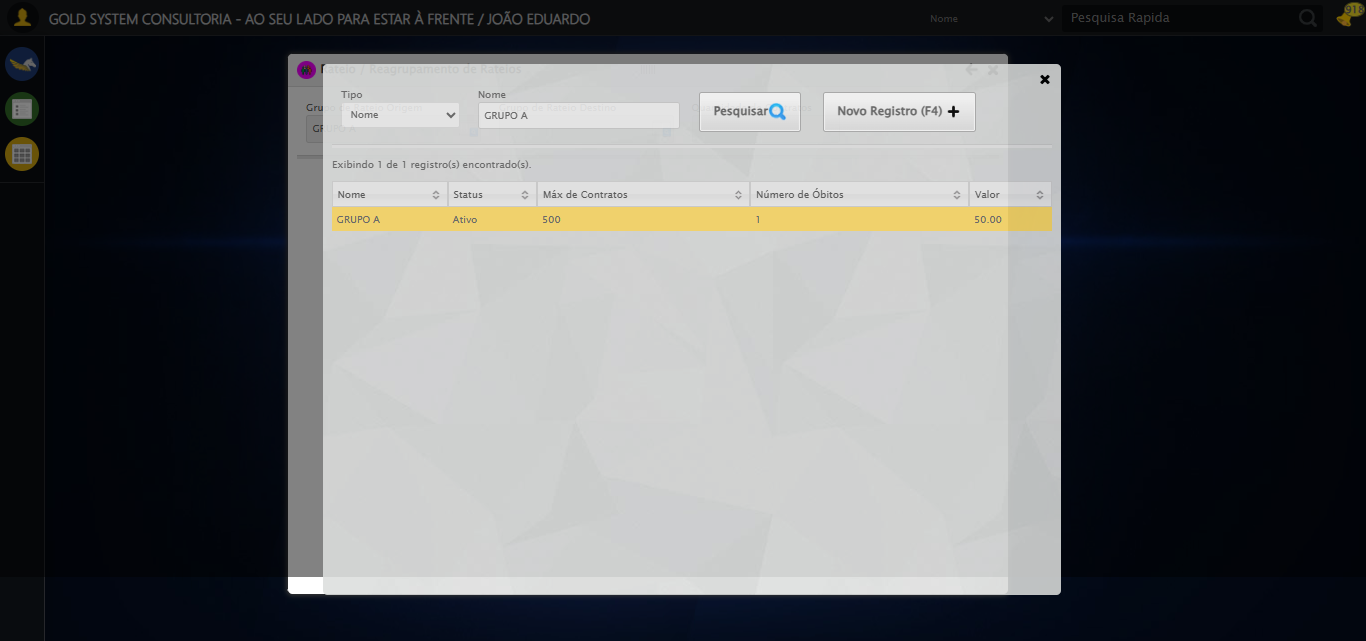 GOLD SYSTEM CONSULTORIA - AO SEU LADO PARA ESTAR À FRENTE / JOÃO EDUARDO
Nome
Pesquisa Rapida
918
Rateio / Reagrupamento de Rateios
Tipo
Nome
Nome
GRUPO A
Pesquisar
Novo Registro (F4)
Exibindo 1 de 1 registro(s) encontrado(s).
Nome Status Máx de Contratos Número de Óbitos Valor
GRUPO A Ativo 500 1 50.00